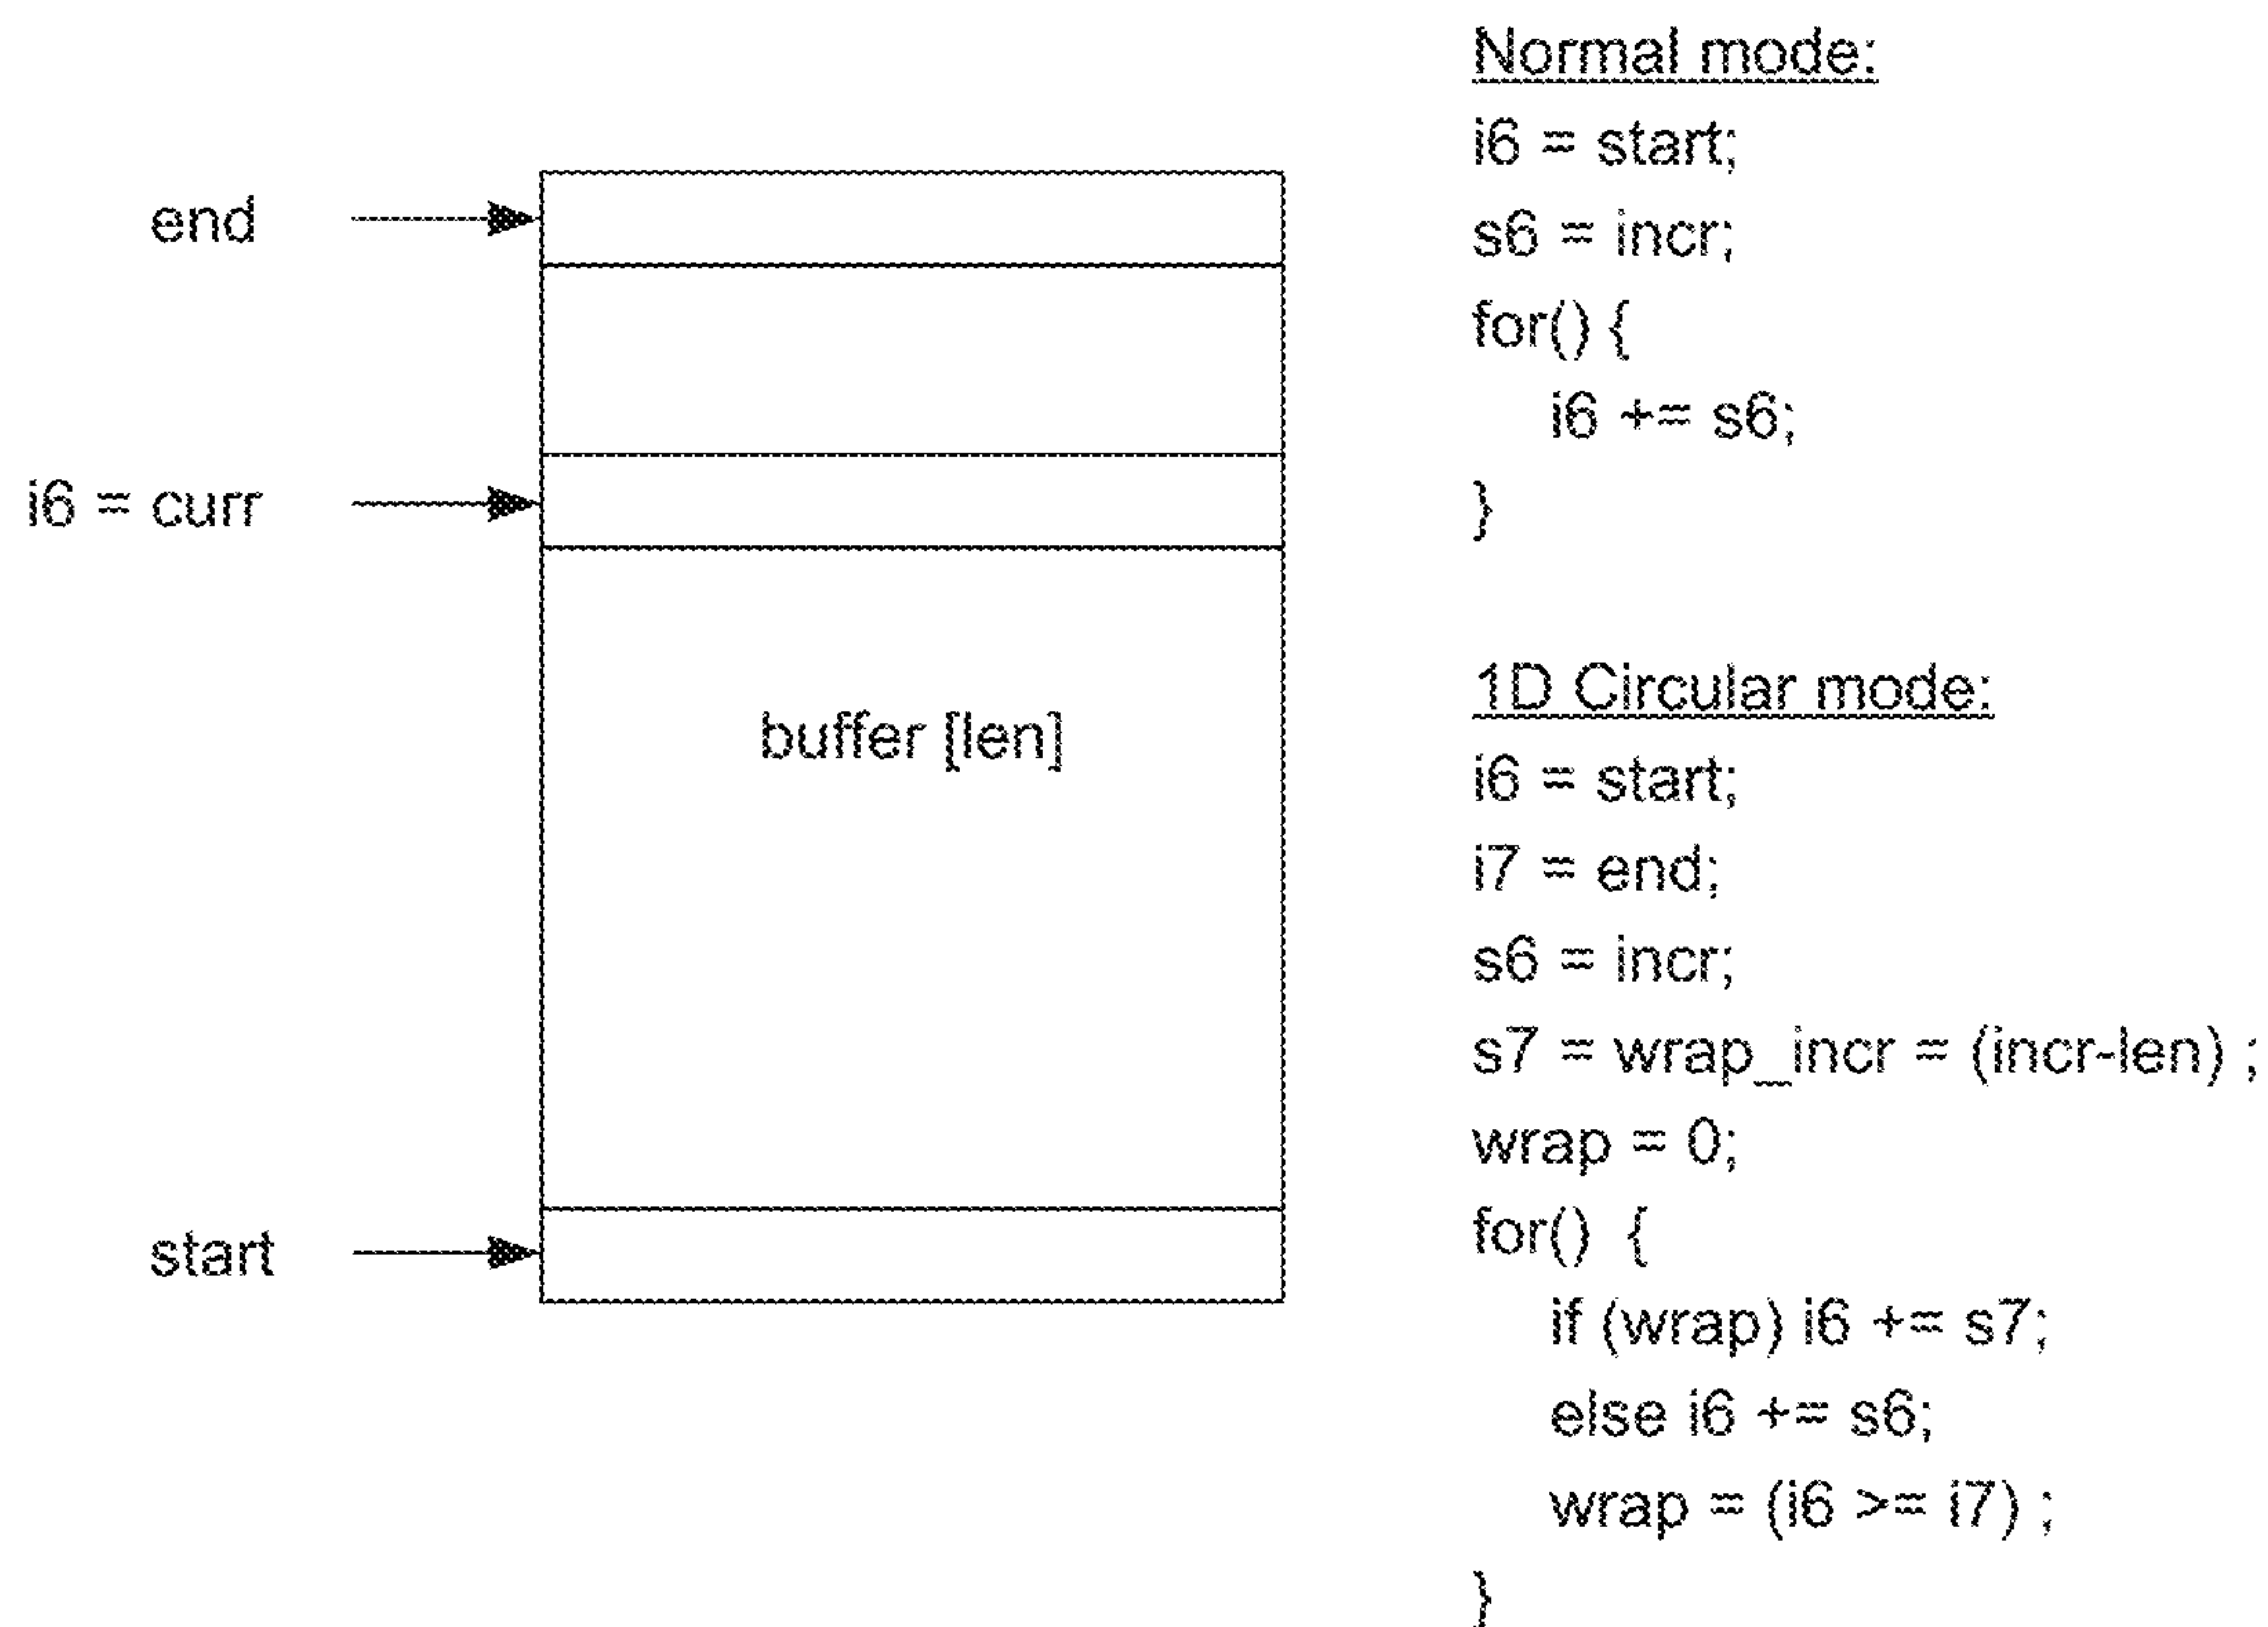 end
i6 = curr
buffer [len]
start
Normal mode:
i6 = start;
s6 = incr;
for() {
i6 += s6;
}
1D Circular mode:
i6 = start;
i7 = end;
s6 = incr;
s7 = wrap_incr = (incr-len) ;
wrap = 0;
for() {
if (wrap) i6 += s7;
else i6 += s6;
wrap = (i6 >= i7) ;
}